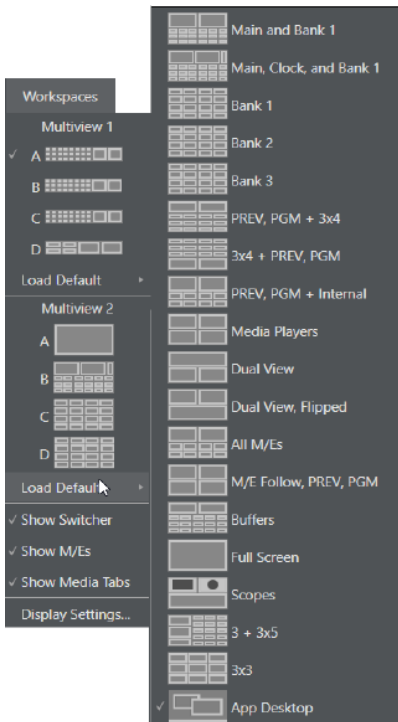 Workspaces
Multiview 1
A
B
C
D
Load Default
Multiview 2
A
B
C
D
Load Default
Show Switcher
Show M/Es
Show Media Tabs
Display Settings...
Main and Bank 1
Main, Clock, and Bank 1
Bank 1
Bank 2
Bank 3
PREV, PGM + 3x4
3x4 + PREV, PGM
PREV, PGM + Internal
Media Players
Dual View
Dual View, Flipped
All M/Es
M/E Follow, PREV, PGM
Buffers
Full Screen
Scopes
3 + 3x5
3x3
App Desktop